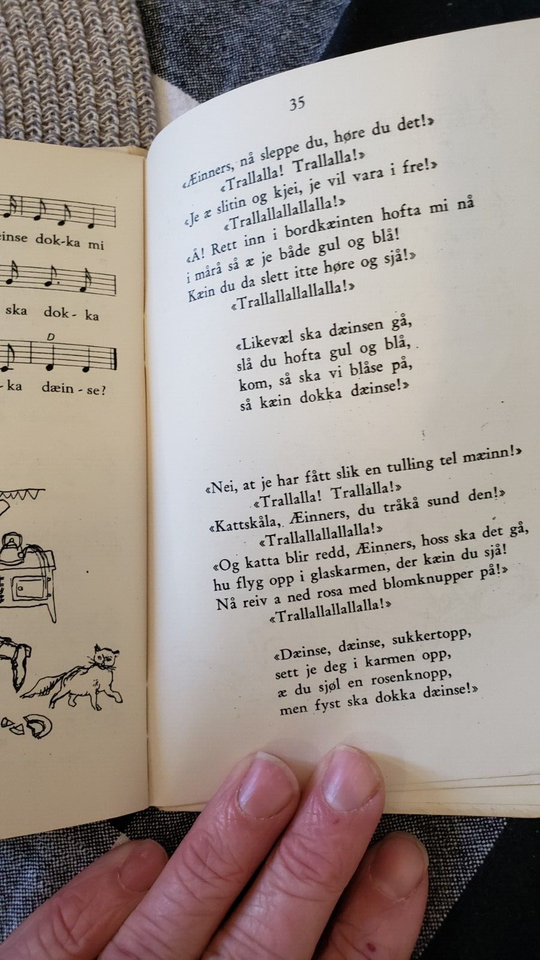 einse dok-ka mi
ska dok-ka
D
-ka dæin-se?
35
«Æinners, nå sleppe du, høre du det!»
«Trallalla! Trallalla!»
«Je æ slitin og kjei, je vil vara i fre!»
«Trallallallallalla!»
«Å! Rett inn i bordkæinten hofta mi nå
i mårå så æ je både gul og blå!
Kæin du da slett itte høre og sjå!»
«Trallallallallalla!»
«Likevæl ska dæinsen gå,
slå du hofta gul og blå,
kom, så ska vi blåse på,
så kæin dokka dæinse!»
«Nei, at je har fått slik en tulling tel mæinn!»
«Trallalla! Trallalla!»
«Kattskåla, Æinners, du tråkå sund den!»
«Trallallallallalla!»
«Og katta blir redd, Æinners, hoss ska det gå,
hu flyg opp i glaskarmen, der kæin du sjå!
Nå reiv a ned rosa med blomknupper på!»
«Trallallallallalla!»
«Dæinse, dæinse, sukkertopp,
sett je deg i karmen opp,
æ du sjøl en rosenknopp,
men fyst ska dokka dæinse!»